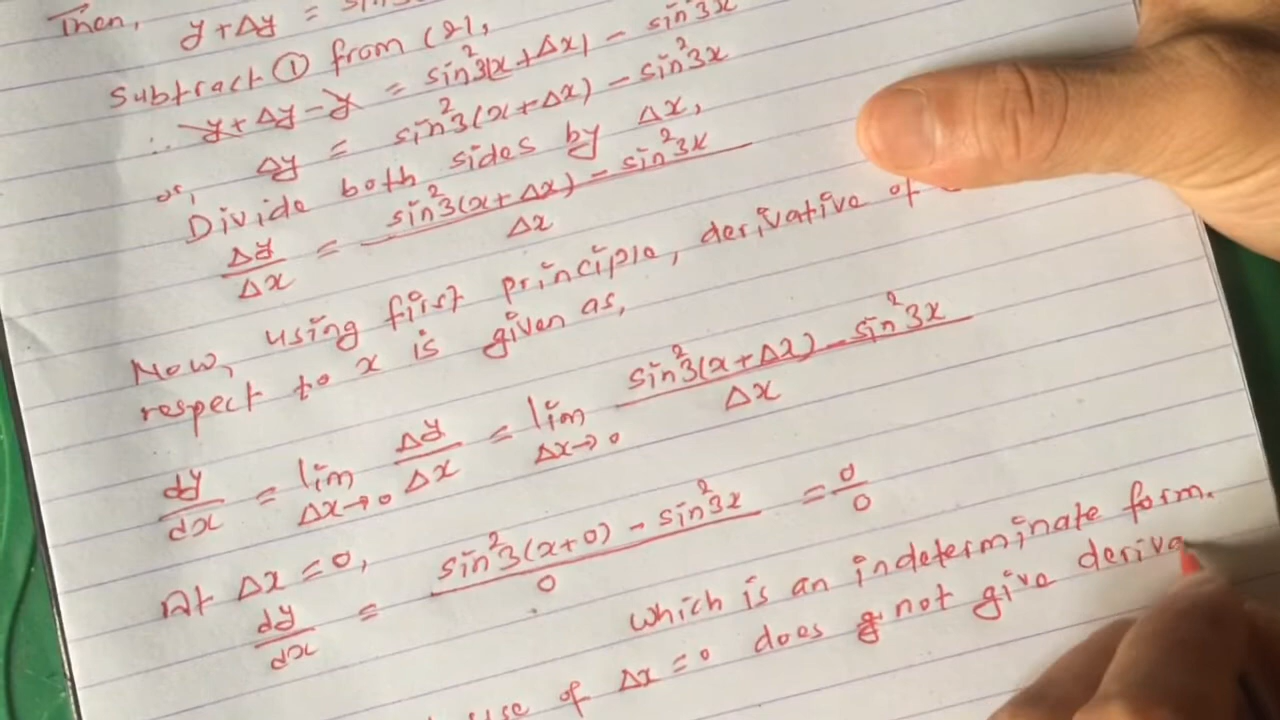 Then, y + Δy =
Subtract ① from (2),
∴ y + Δy − y = sin²3(x + Δx) − sin²3x
or, Δy = sin²3(x + Δx) − sin²3x
Divide both sides by Δx,
Δy/Δx = (sin²3(x + Δx) − sin²3x)/Δx
Now, using first principle, derivative of
respect to x is given as,
dy/dx = lim Δx→0 Δy/Δx = lim Δx→0 (sin²3(x + Δx) − sin²3x)/Δx
At Δx = 0,
dy/dx = (sin²3(x + 0) − sin²3x)/0 = 0/0
which is an indeterminate form.
use of Δx = 0 does not give deriva